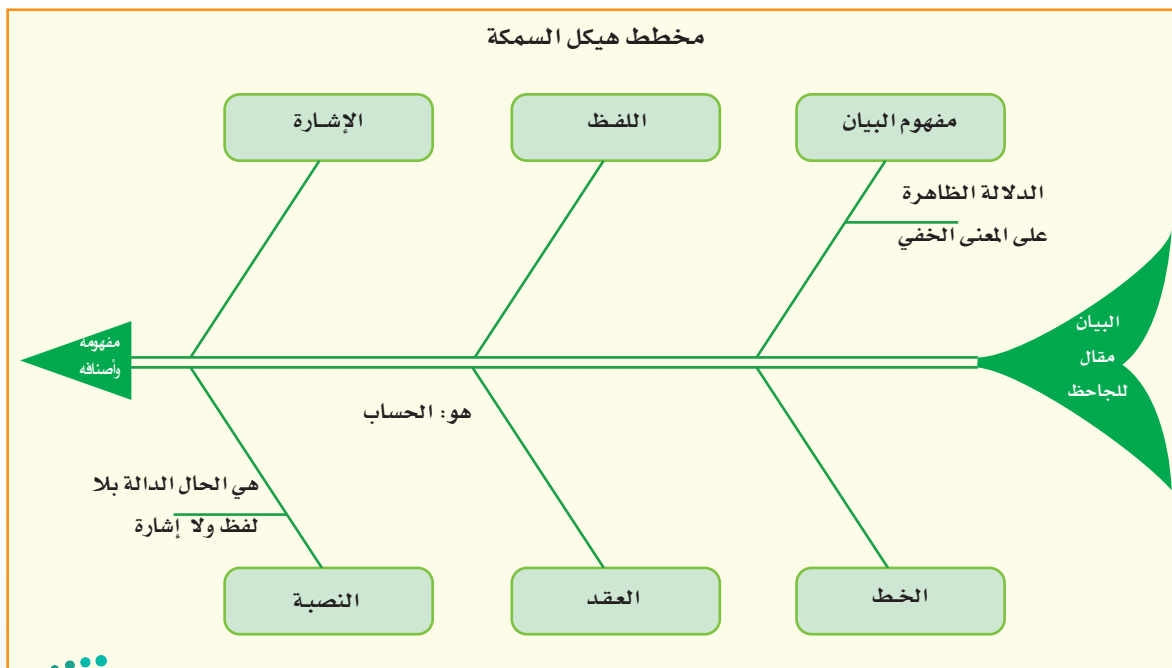 مخطط هيكل السمكة
مفهوم البيان
اللفظ
الإشارة
الدلالة الظاهرة
على المعنى الخفي
البيان
مقال
للجاحظ
مفهومه
وأصنافه
هو: الحساب
هي الحال الدالة بلا
لفظ ولا إشارة
الخط
العقد
النصبة